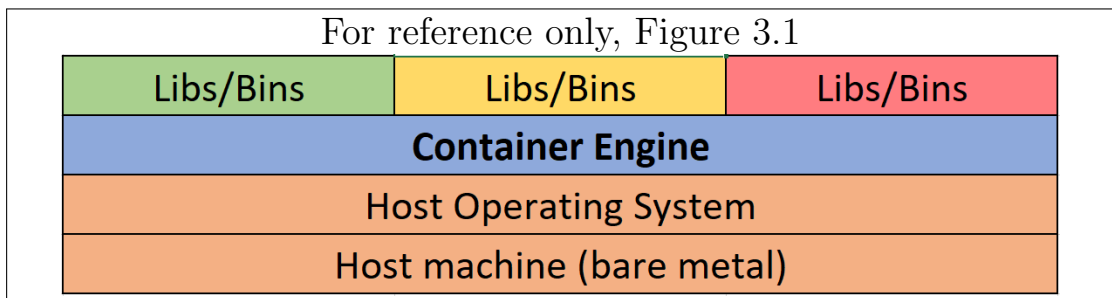 For reference only, Figure 3.1
Libs/Bins Libs/Bins Libs/Bins
Container Engine
Host Operating System
Host machine (bare metal)